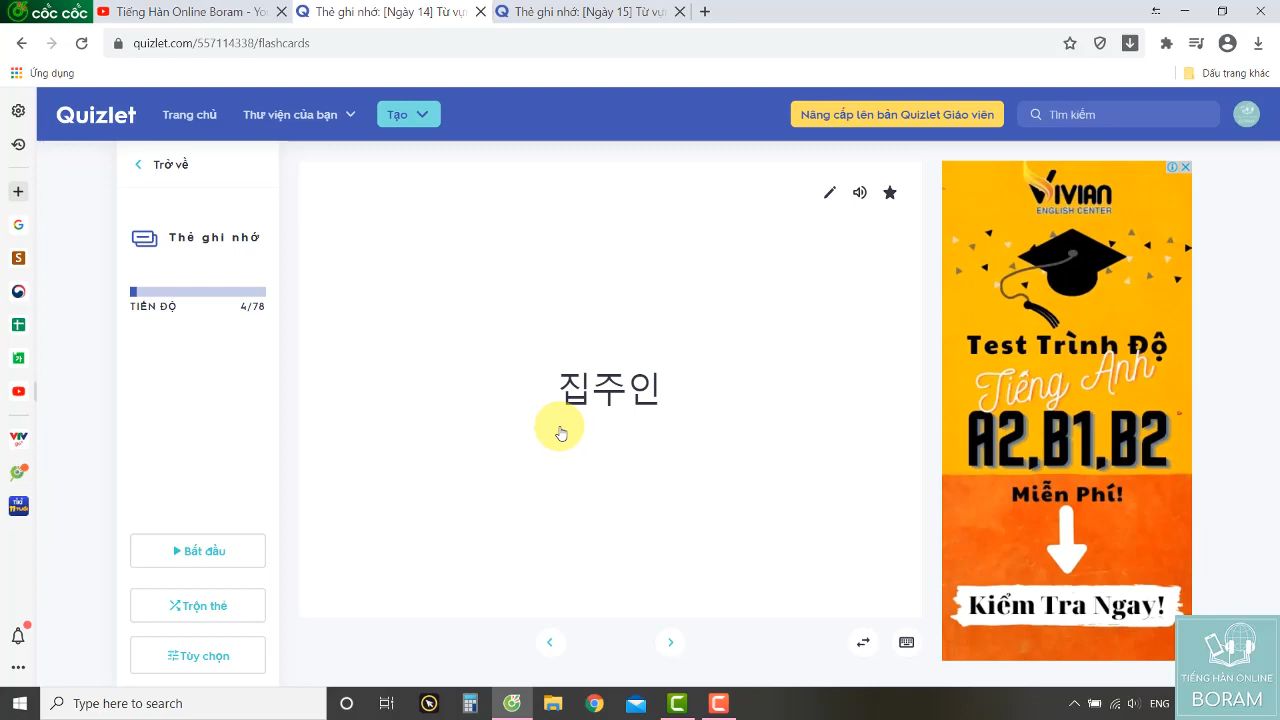 cốc cốc
Tiếng Hàn Online Boram - Yo
Thẻ ghi nhớ: [Ngày 14] Từ vự
Thẻ ghi nhớ: [Ngày 15] Từ vự
quizlet.com/557114338/flashcards
Ứng dụng
Dấu trang khác
Quizlet
Trang chủ
Thư viện của bạn
Tạo
Nâng cấp lên bản Quizlet Giáo viên
Tìm kiếm
Trở về
Thẻ ghi nhớ
TIẾN ĐỘ 4/78
집주인
Bắt đầu
Trộn thẻ
Tùy chọn
VIVIAN
ENGLISH CENTER
Test Trình Độ
Tiếng Anh
A2,B1,B2
Miễn Phí!
Kiểm Tra Ngay!
TIẾNG HÀN ONLINE
BORAM
Type here to search
ENG